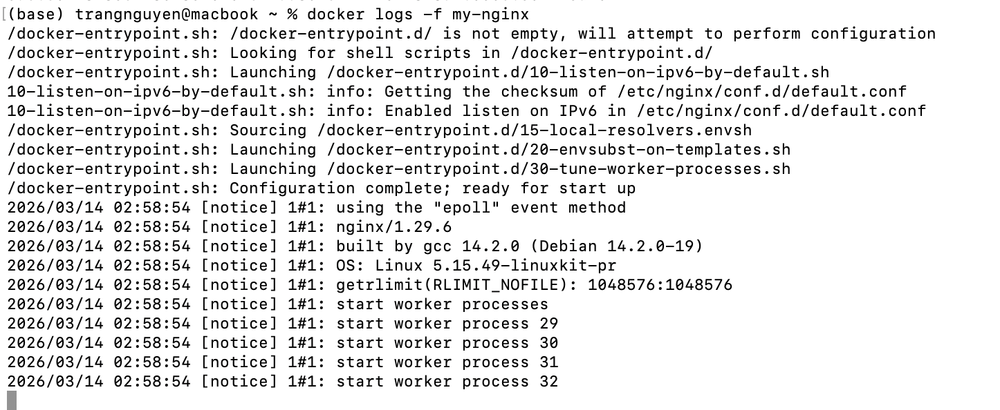 [(base) trangnguyen@macbook ~ % docker logs -f my-nginx
/docker-entrypoint.sh: /docker-entrypoint.d/ is not empty, will attempt to perform configuration
/docker-entrypoint.sh: Looking for shell scripts in /docker-entrypoint.d/
/docker-entrypoint.sh: Launching /docker-entrypoint.d/10-listen-on-ipv6-by-default.sh
10-listen-on-ipv6-by-default.sh: info: Getting the checksum of /etc/nginx/conf.d/default.conf
10-listen-on-ipv6-by-default.sh: info: Enabled listen on IPv6 in /etc/nginx/conf.d/default.conf
/docker-entrypoint.sh: Sourcing /docker-entrypoint.d/15-local-resolvers.envsh
/docker-entrypoint.sh: Launching /docker-entrypoint.d/20-envsubst-on-templates.sh
/docker-entrypoint.sh: Launching /docker-entrypoint.d/30-tune-worker-processes.sh
/docker-entrypoint.sh: Configuration complete; ready for start up
2026/03/14 02:58:54 [notice] 1#1: using the "epoll" event method
2026/03/14 02:58:54 [notice] 1#1: nginx/1.29.6
2026/03/14 02:58:54 [notice] 1#1: built by gcc 14.2.0 (Debian 14.2.0-19)
2026/03/14 02:58:54 [notice] 1#1: OS: Linux 5.15.49-linuxkit-pr
2026/03/14 02:58:54 [notice] 1#1: getrlimit(RLIMIT_NOFILE): 1048576:1048576
2026/03/14 02:58:54 [notice] 1#1: start worker processes
2026/03/14 02:58:54 [notice] 1#1: start worker process 29
2026/03/14 02:58:54 [notice] 1#1: start worker process 30
2026/03/14 02:58:54 [notice] 1#1: start worker process 31
2026/03/14 02:58:54 [notice] 1#1: start worker process 32